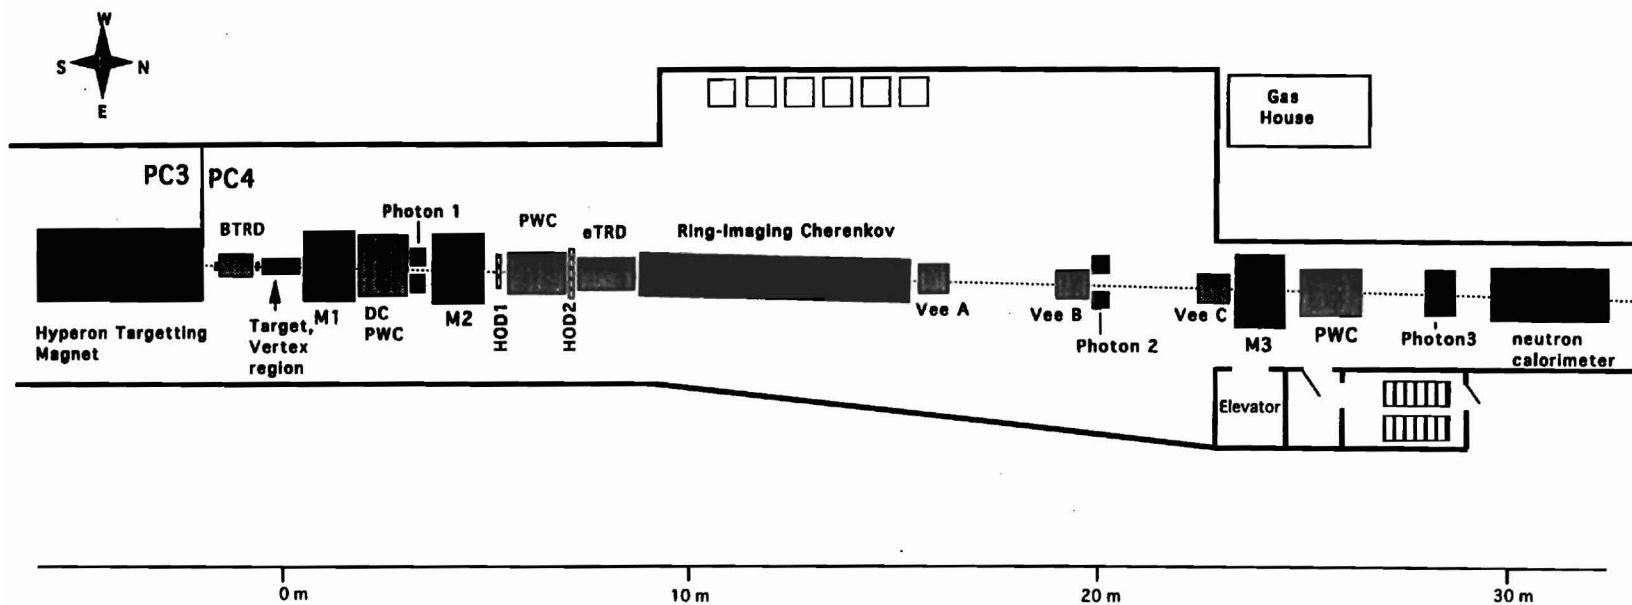 W
S
N
E
Gas
House
PC3
PC4
BTRD
Photon 1
PWC
eTRD
Ring-Imaging Cherenkov
Hyperon Targetting
Magnet
Target,
Vertex
region
M1
DC
PWC
M2
HOD1
HOD2
Vee A
Vee B
Photon 2
Vee C
M3
PWC
Photon3
neutron
calorimeter
Elevator
0 m
10 m
20 m
30 m